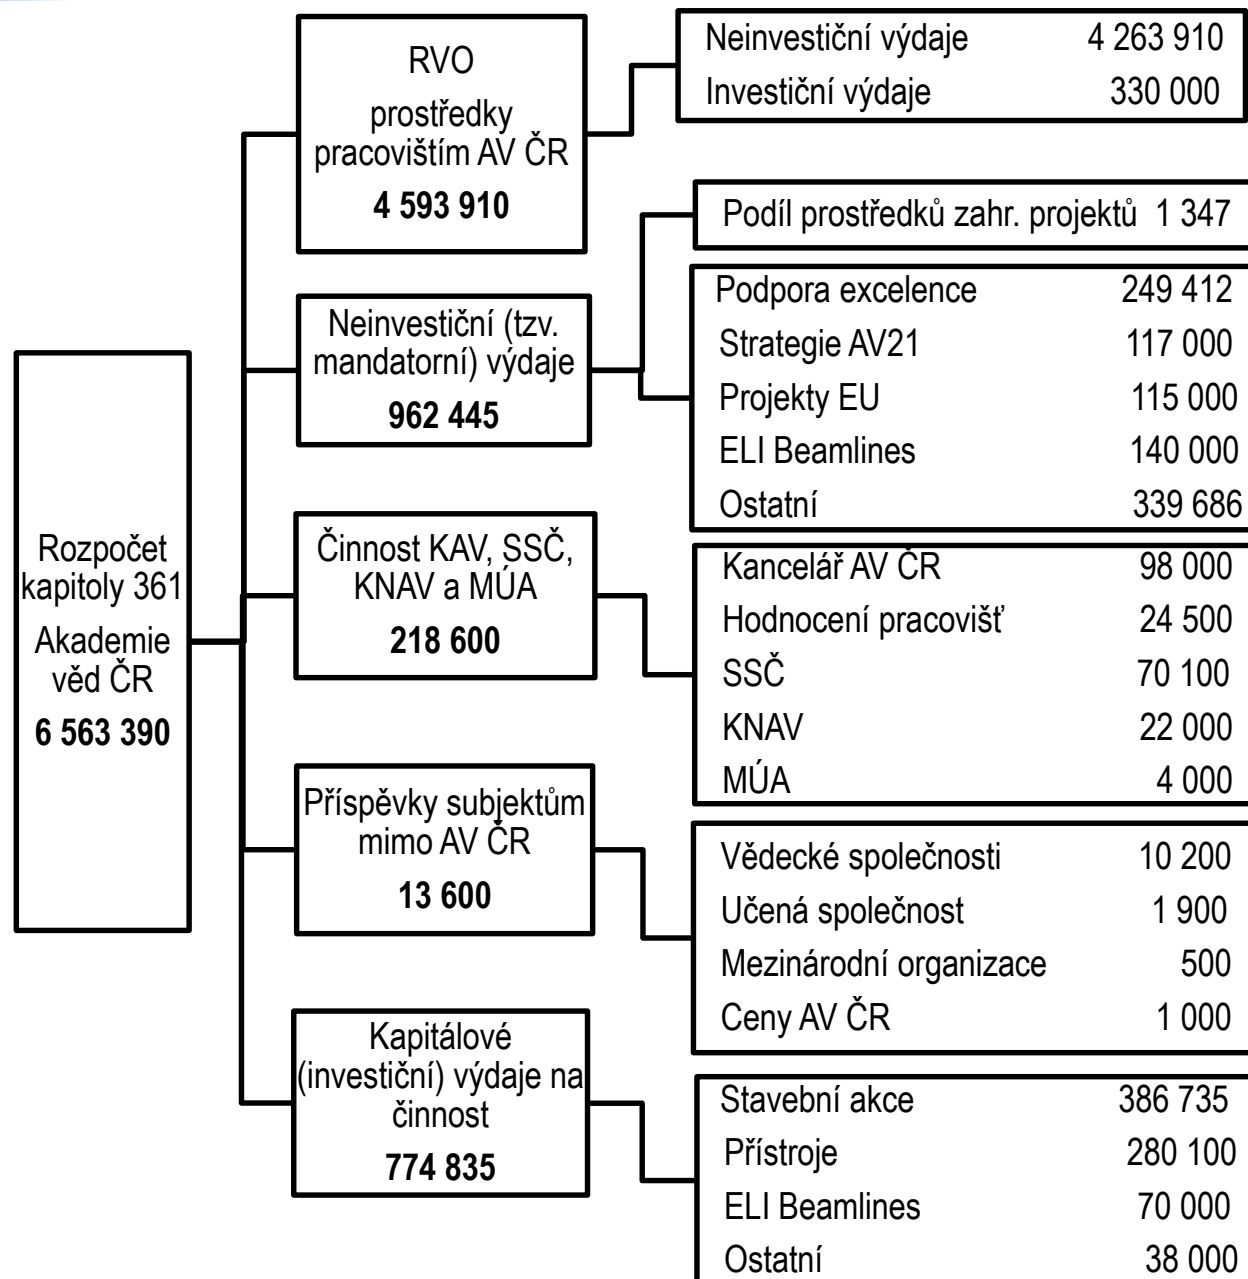 Rozpočet
kapitoly 361
Akademie
věd ČR
6 563 390
RVO
prostředky
pracovištím AV ČR
4 593 910
Neinvestiční výdaje 4 263 910
Investiční výdaje 330 000
Neinvestiční (tzv.
mandatorní) výdaje
962 445
Podíl prostředků zahr. projektů 1 347
Podpora excelence 249 412
Strategie AV21 117 000
Projekty EU 115 000
ELI Beamlines 140 000
Ostatní 339 686
Činnost KAV, SSČ,
KNAV a MÚA
218 600
Kancelář AV ČR 98 000
Hodnocení pracovišť 24 500
SSČ 70 100
KNAV 22 000
MÚA 4 000
Příspěvky subjektům
mimo AV ČR
13 600
Vědecké společnosti 10 200
Učená společnost 1 900
Mezinárodní organizace 500
Ceny AV ČR 1 000
Kapitálové
(investiční) výdaje na
činnost
774 835
Stavební akce 386 735
Přístroje 280 100
ELI Beamlines 70 000
Ostatní 38 000